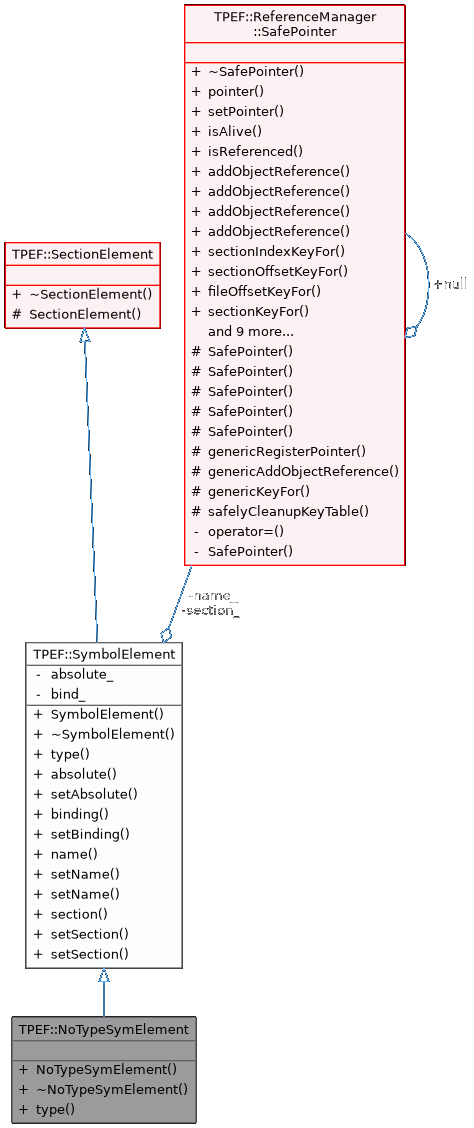 TPEF::ReferenceManager
::SafePointer
+ ~SafePointer()
+ pointer()
+ setPointer()
+ isAlive()
+ isReferenced()
+ addObjectReference()
+ addObjectReference()
+ addObjectReference()
+ addObjectReference()
+ sectionIndexKeyFor()
+ sectionOffsetKeyFor()
+ fileOffsetKeyFor()
+ sectionKeyFor()
and 9 more...
# SafePointer()
# SafePointer()
# SafePointer()
# SafePointer()
# SafePointer()
# genericRegisterPointer()
# genericAddObjectReference()
# genericKeyFor()
# safelyCleanupKeyTable()
- operator=()
- SafePointer()
+null
TPEF::SectionElement
+ ~SectionElement()
# SectionElement()
-name_
-section_
TPEF::SymbolElement
- absolute_
- bind_
+ SymbolElement()
+ ~SymbolElement()
+ type()
+ absolute()
+ setAbsolute()
+ binding()
+ setBinding()
+ name()
+ setName()
+ setName()
+ section()
+ setSection()
+ setSection()
TPEF::NoTypeSymElement
+ NoTypeSymElement()
+ ~NoTypeSymElement()
+ type()